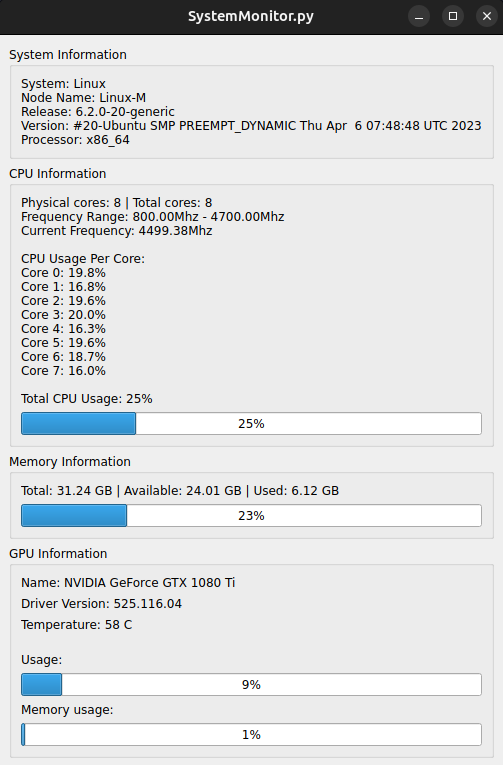 SystemMonitor.py
System Information
System: Linux
Node Name: Linux-M
Release: 6.2.0-20-generic
Version: #20-Ubuntu SMP PREEMPT_DYNAMIC Thu Apr  6 07:48:48 UTC 2023
Processor: x86_64
CPU Information
Physical cores: 8 | Total cores: 8
Frequency Range: 800.00Mhz - 4700.00Mhz
Current Frequency: 4499.38Mhz
CPU Usage Per Core:
Core 0: 19.8%
Core 1: 16.8%
Core 2: 19.6%
Core 3: 20.0%
Core 4: 16.3%
Core 5: 19.6%
Core 6: 18.7%
Core 7: 16.0%
Total CPU Usage: 25%
25%
Memory Information
Total: 31.24 GB | Available: 24.01 GB | Used: 6.12 GB
23%
GPU Information
Name: NVIDIA GeForce GTX 1080 Ti
Driver Version: 525.116.04
Temperature: 58 C
Usage:
9%
Memory usage:
1%